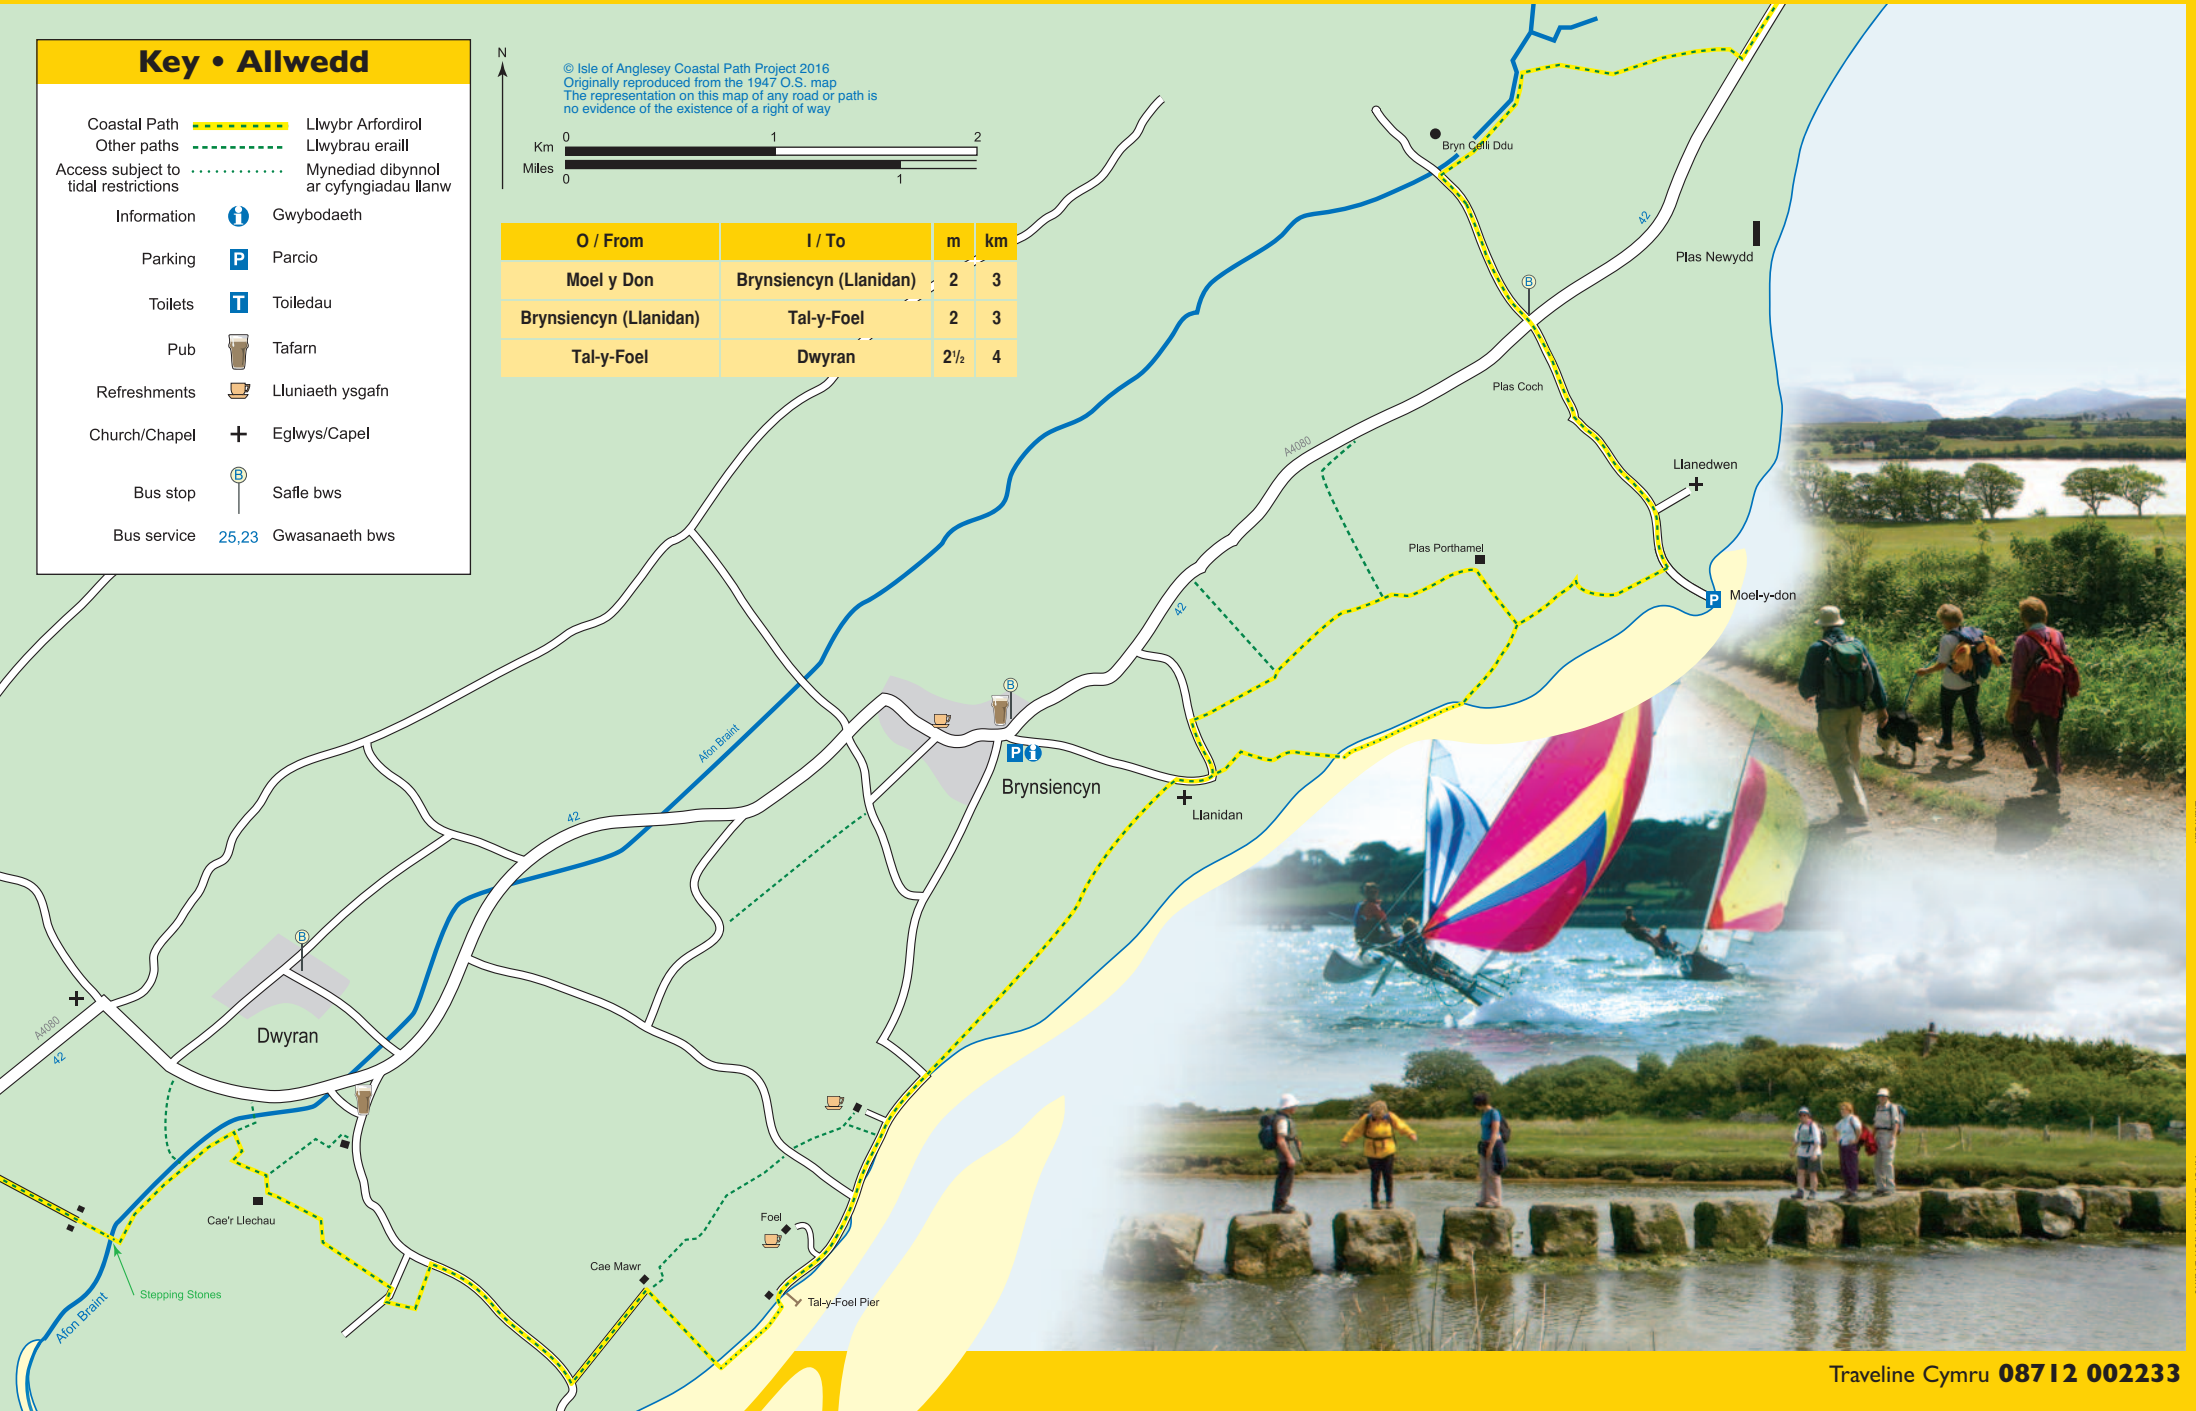 Key • Allwedd
Coastal Path Llwybr Arfordirol
Other paths Llwybrau eraill
Access subject to tidal restrictions Mynediad dibynnol ar cyfyngiadau llanw
Information Gwybodaeth
P
Parking Parcio
T
Toilets Toiledau
Pub Tafarn
Refreshments Lluniaeth ysgafn
Church/Chapel Eglwys/Capel
B
Bus stop Safle bws
Bus service 25,23 Gwasanaeth bws
N
© Isle of Anglesey Coastal Path Project 2016
Originally reproduced from the 1947 O.S. map
The representation on this map of any road or path is
no evidence of the existence of a right of way
0 1 2
Km
Miles
0 1
O / From I / To m km
Moel y Don Brynsiencyn (Llanidan) 2 3
Brynsiencyn (Llanidan) Tal-y-Foel 2 3
Tal-y-Foel Dwyran 2½ 4
Bryn Celli Ddu
42
Plas Newydd
B
Plas Coch
A4080
Llanedwen
Plas Porthamel
P Moel-y-don
42
B
Afon Braint
P i
Brynsiencyn
Llanidan
42
B
Dwyran
A4080
42
Cae'r Llechau
Foel
Cae Mawr
Stepping Stones
Tal-y-Foel Pier
Afon Braint
Traveline Cymru 08712 002233